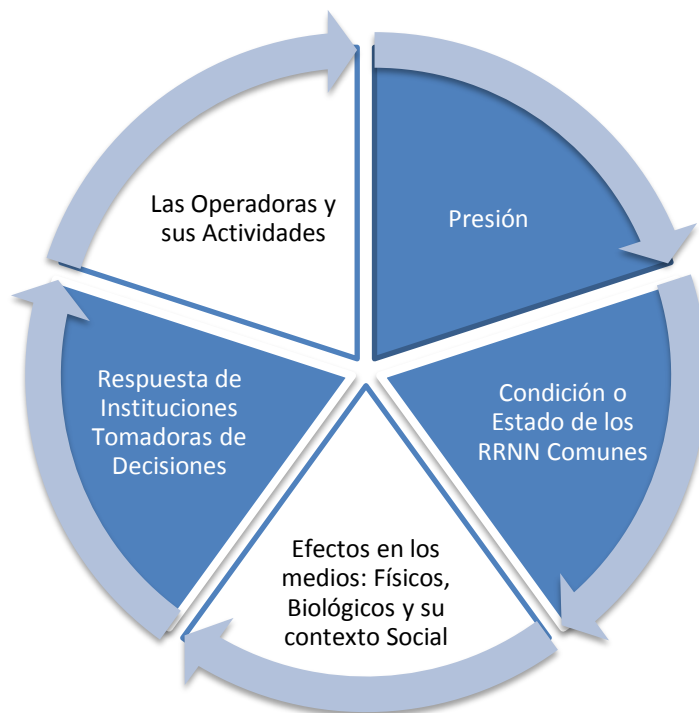 Las Operadoras y
sus Actividades
Presión
Condición o
Estado de los
RRNN Comunes
Efectos en los
medios: Físicos,
Biológicos y su
contexto Social
Respuesta de
Instituciones
Tomadoras de
Decisiones